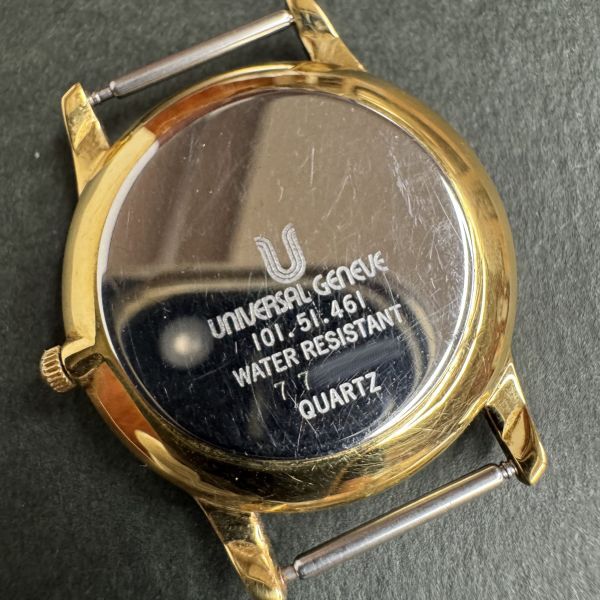 U
UNIVERSAL GENEVE
101.51.461
WATER RESISTANT
77
QUARTZ